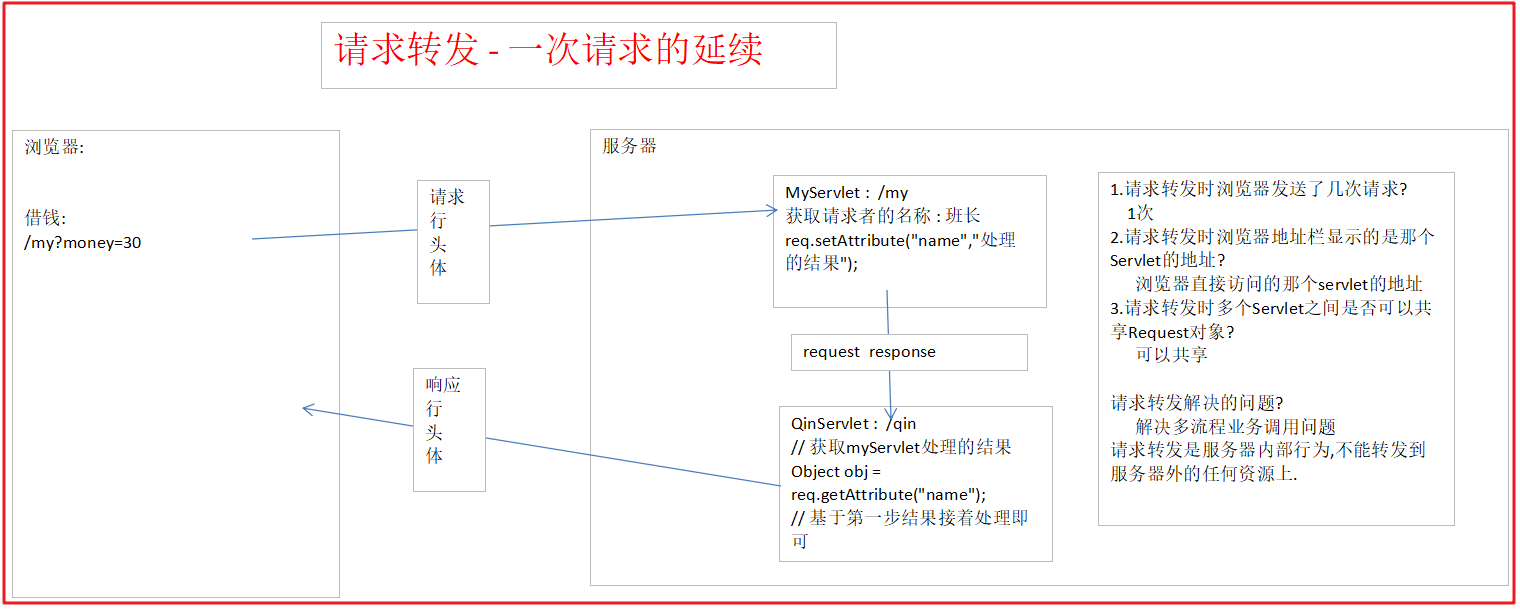 请求转发 - 一次请求的延续
浏览器:
借钱:
/my?money=30
请求
行
头
体
响应
行
头
体
服务器
MyServlet : /my
获取请求者的名称 : 班长
req.setAttribute("name","处理
的结果");
request response
QinServlet : /qin
// 获取myServlet处理的结果
Object obj =
req.getAttribute("name");
// 基于第一步结果接着处理即
可
1.请求转发时浏览器发送了几次请求?
1次
2.请求转发时浏览器地址栏显示的是那个
Servlet的地址?
浏览器直接访问的那个servlet的地址
3.请求转发时多个Servlet之间是否可以共
享Request对象?
可以共享
请求转发解决的问题?
解决多流程业务调用问题
请求转发是服务器内部行为,不能转发到
服务器外的任何资源上.